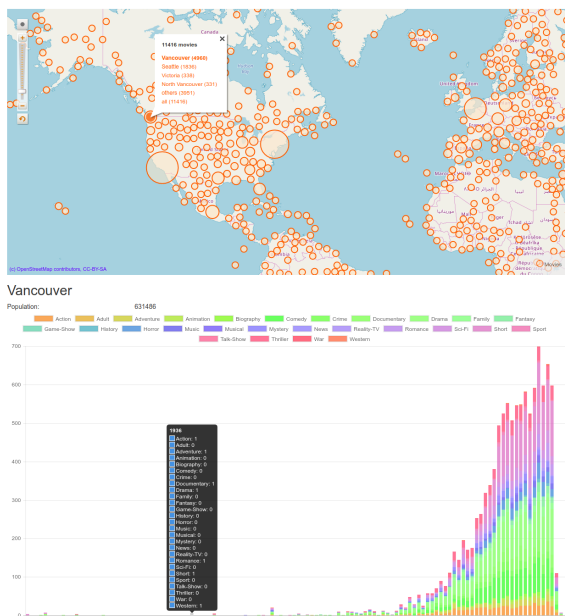 Canada
11416 movies
Vancouver (4966)
Seattle (1836)
Victoria (338)
North Vancouver (331)
others (3951)
all (11416)
(c) OpenStreetMap contributors, CC-BY-SA
Movies
Vancouver
Population: 631486
Action Adult Adventure Animation Biography Comedy Crime Documentary Drama Family Fantasy
Game-Show History Horror Music Musical Mystery News Reality-TV Romance Sci-Fi Short Sport
Talk-Show Thriller War Western
700
600
500
400
300
200
100
0
1936
Action: 1
Adult: 0
Adventure: 1
Animation: 0
Biography: 0
Comedy: 0
Crime: 0
Documentary: 1
Drama: 1
Family: 0
Fantasy: 0
Game-Show: 0
History: 0
Horror: 0
Music: 0
Musical: 0
Mystery: 0
News: 0
Reality-TV: 0
Romance: 1
Sci-Fi: 0
Short: 1
Sport: 0
Talk-Show: 0
Thriller: 0
War: 0
Western: 1